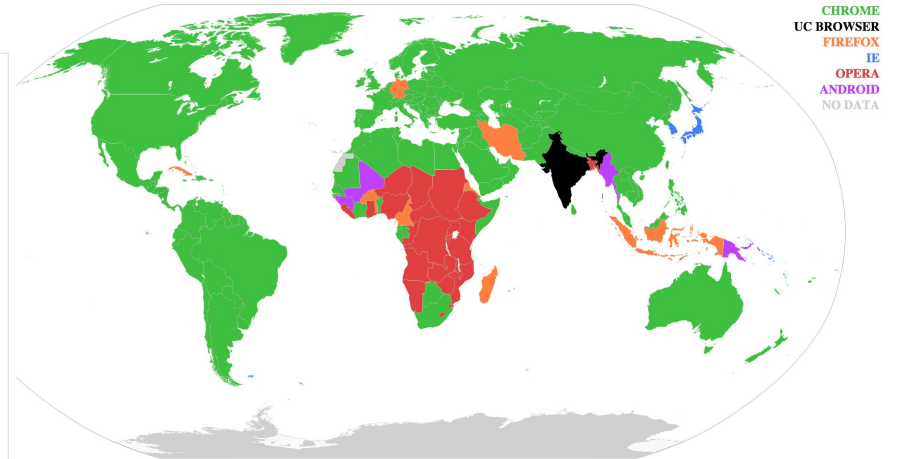 CHROME
UC BROWSER
FIREFOX
IE
OPERA
ANDROID
NO DATA